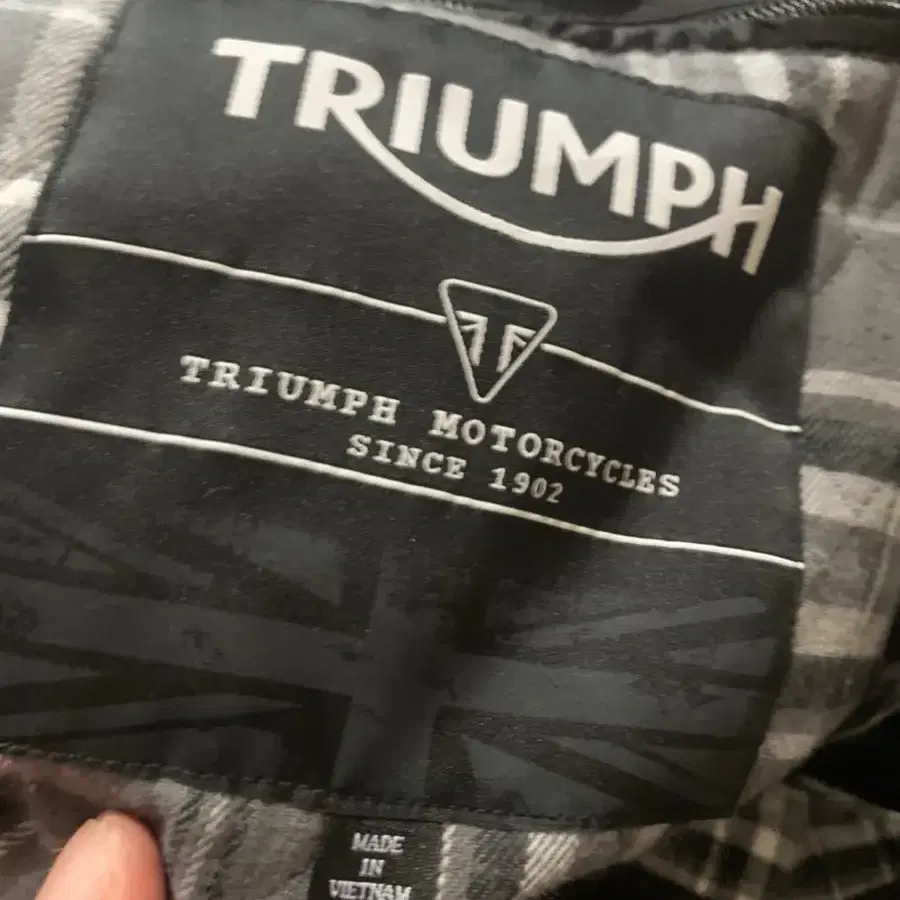 TRIUMPH
TRIUMPH MOTORCYCLES
SINCE 1902
MADE
IN
VIETNAM